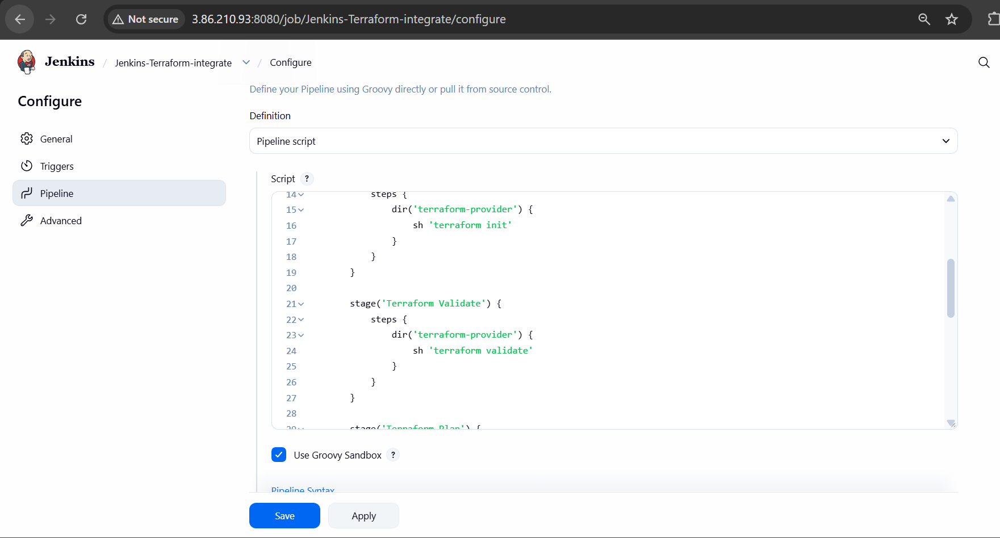 Not secure 3.86.210.93:8080/job/Jenkins-Terraform-integrate/configure
Jenkins / Jenkins-Terraform-integrate / Configure
Configure
General
Triggers
Pipeline
Advanced
Define your Pipeline using Groovy directly or pull it from source control.
Definition
Pipeline script
Script ?
14 steps {
15 dir('terraform-provider') {
16 sh 'terraform init'
17 }
18 }
19 }
20
21 stage('Terraform Validate') {
22 steps {
23 dir('terraform-provider') {
24 sh 'terraform validate'
25 }
26 }
27 }
28
29 stage('Terraform Plan') {
Use Groovy Sandbox ?
Pipeline Syntax
Save Apply